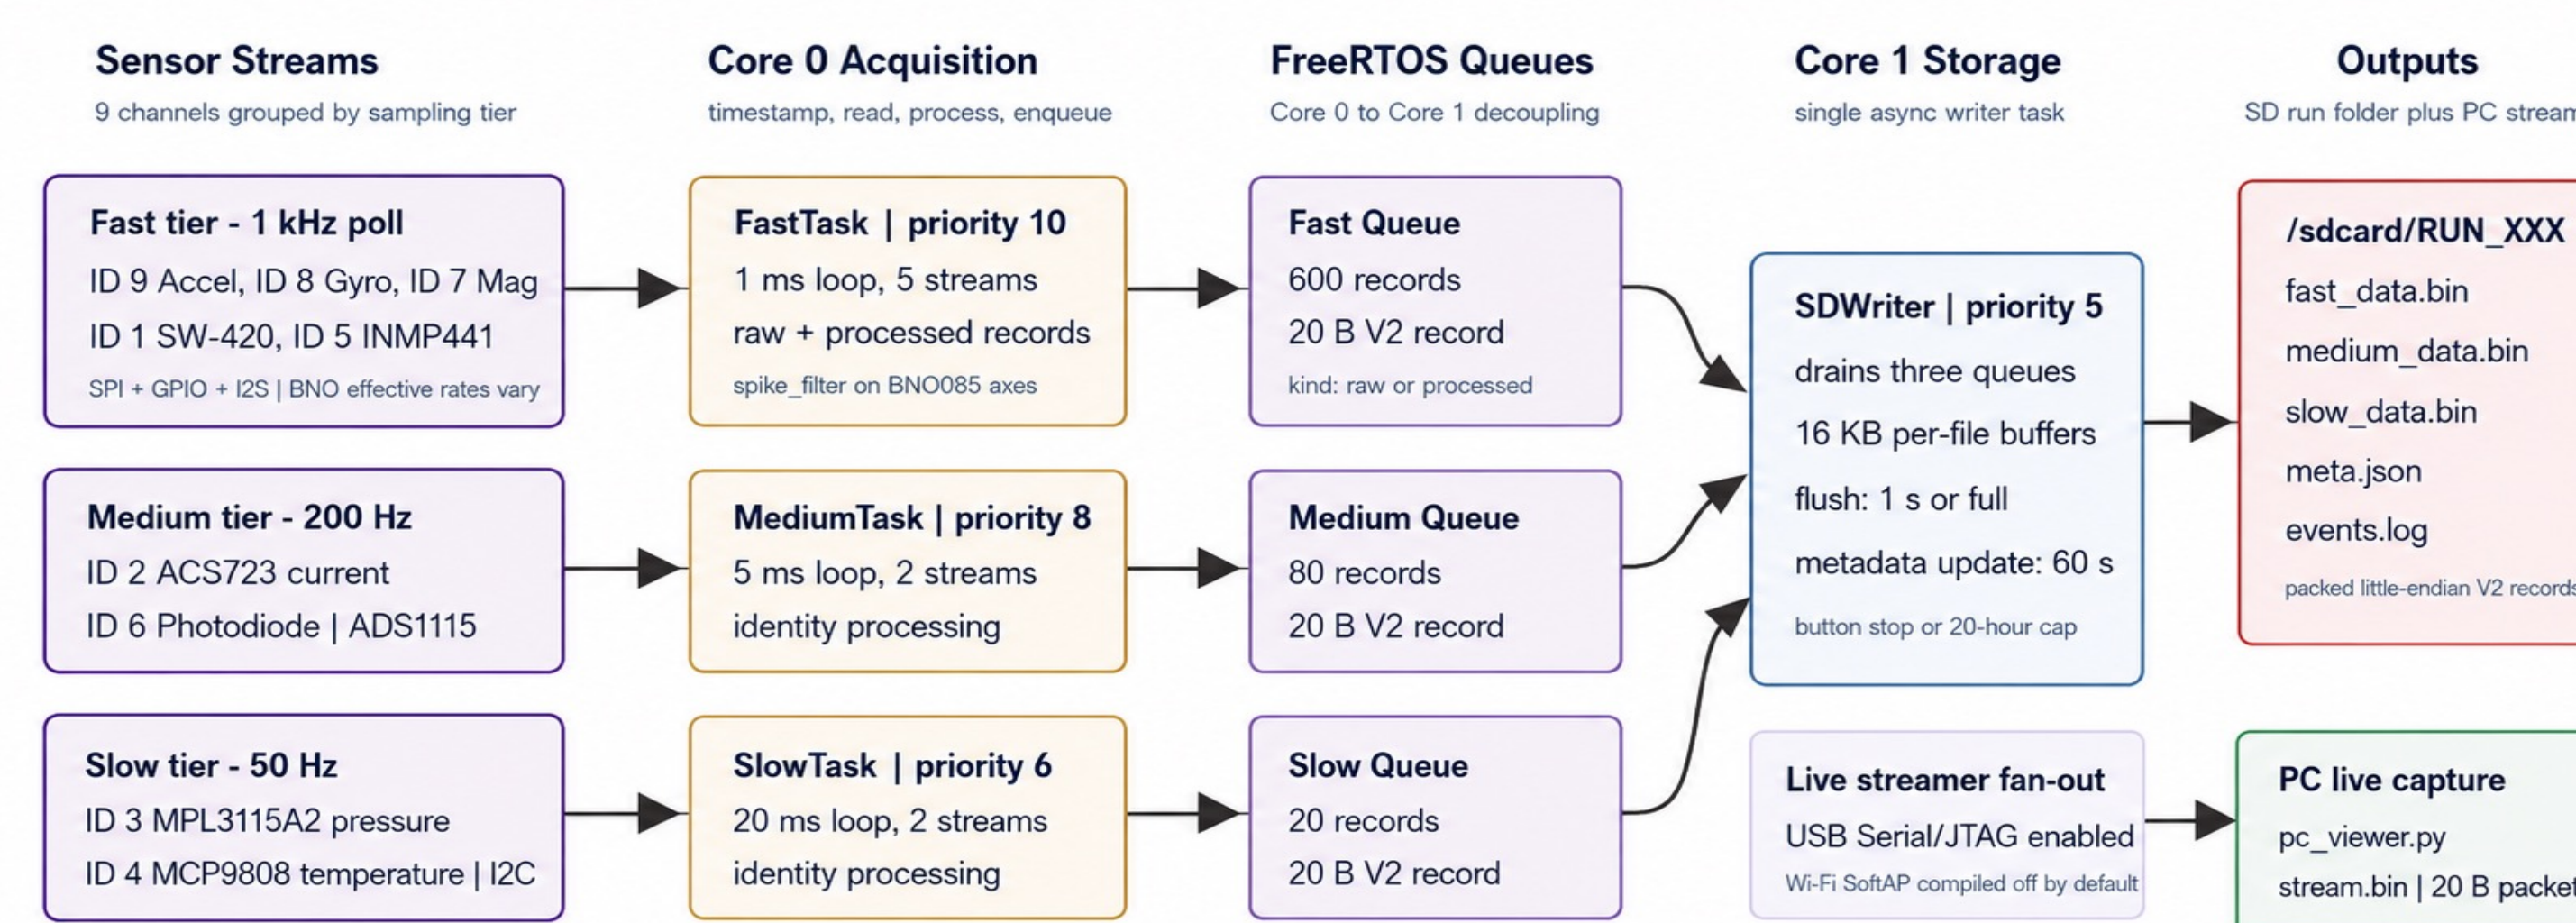 Sensor Streams
9 channels grouped by sampling tier
Fast tier - 1 kHz poll
ID 9 Accel, ID 8 Gyro, ID 7 Mag
ID 1 SW-420, ID 5 INMP441
SPI + GPIO + I2S | BNO effective rates vary
Medium tier - 200 Hz
ID 2 ACS723 current
ID 6 Photodiode | ADS1115
Slow tier - 50 Hz
ID 3 MPL3115A2 pressure
ID 4 MCP9808 temperature | I2C
Core 0 Acquisition
timestamp, read, process, enqueue
FastTask | priority 10
1 ms loop, 5 streams
raw + processed records
spike_filter on BNO085 axes
MediumTask | priority 8
5 ms loop, 2 streams
identity processing
SlowTask | priority 6
20 ms loop, 2 streams
identity processing
FreeRTOS Queues
Core 0 to Core 1 decoupling
Fast Queue
600 records
20 B V2 record
kind: raw or processed
Medium Queue
80 records
20 B V2 record
Slow Queue
20 records
20 B V2 record
Core 1 Storage
single async writer task
SDWriter | priority 5
drains three queues
16 KB per-file buffers
flush: 1 s or full
metadata update: 60 s
button stop or 20-hour cap
Live streamer fan-out
USB Serial/JTAG enabled
Wi-Fi SoftAP compiled off by default
Outputs
SD run folder plus PC stream
/sdcard/RUN_XXX
fast_data.bin
medium_data.bin
slow_data.bin
meta.json
events.log
packed little-endian V2 records
PC live capture
pc_viewer.py
stream.bin | 20 B packet